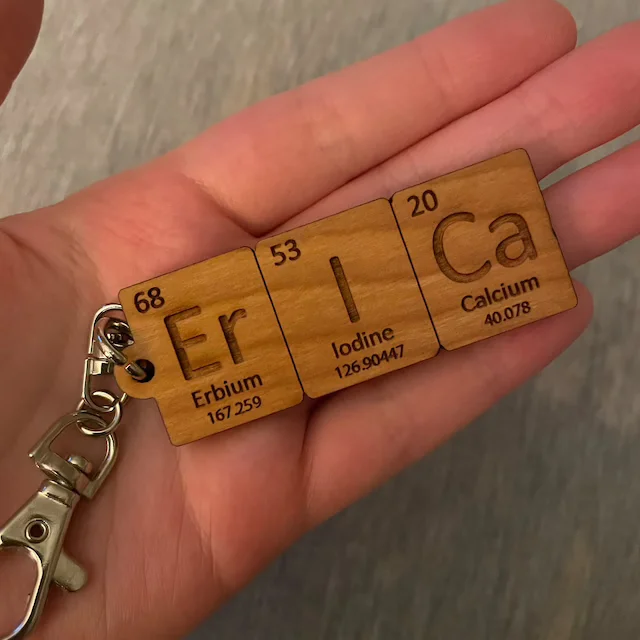 68
Er
Erbium
167.259
53
I
Iodine
126.90447
20
Ca
Calcium
40.078